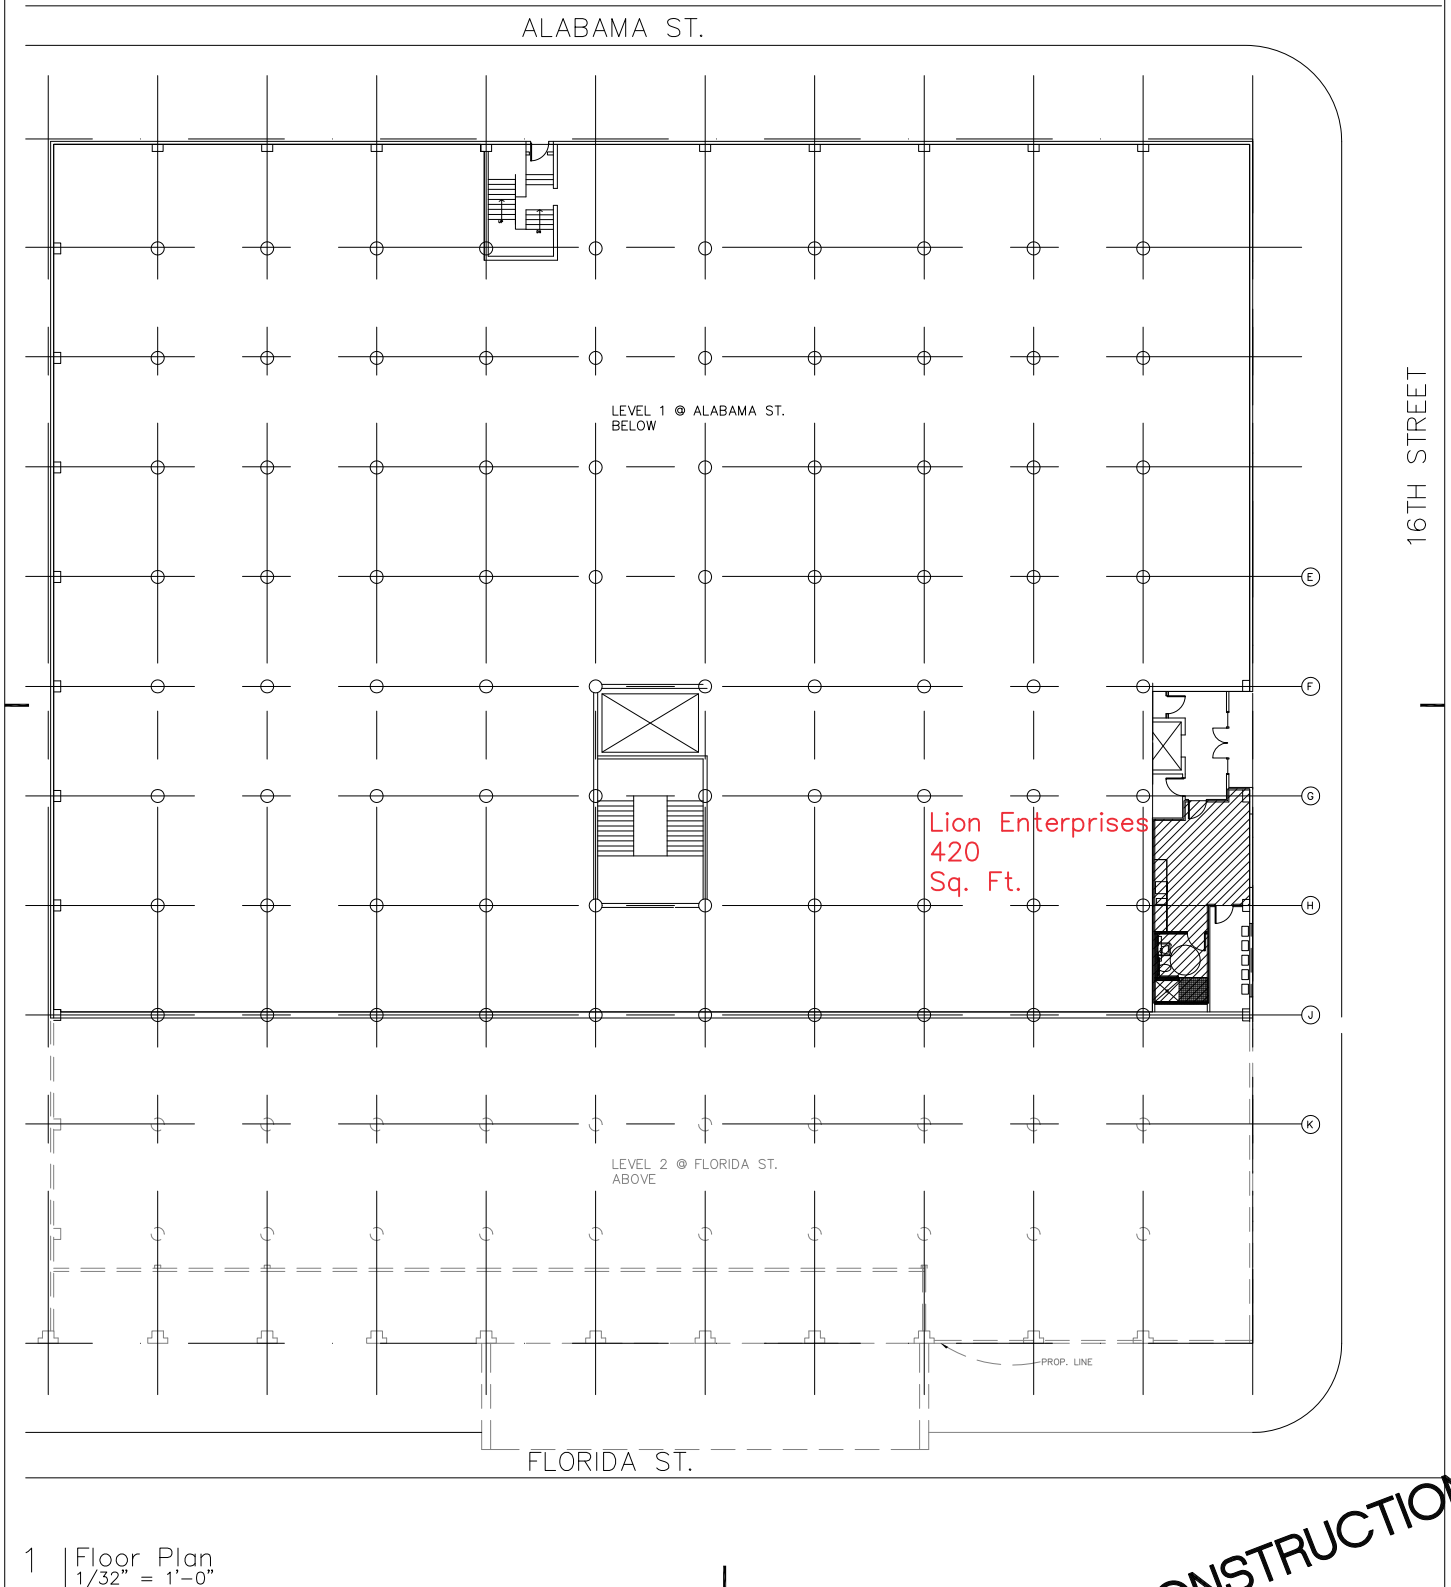 ALABAMA ST.
LEVEL 1 @ ALABAMA ST.
BELOW
16TH STREET
E
F
G
Lion Enterprises
420
Sq. Ft.
H
J
K
LEVEL 2 @ FLORIDA ST.
ABOVE
PROP. LINE
FLORIDA ST.
ONSTRUCTION
1 Floor Plan
1/32" = 1'-0"